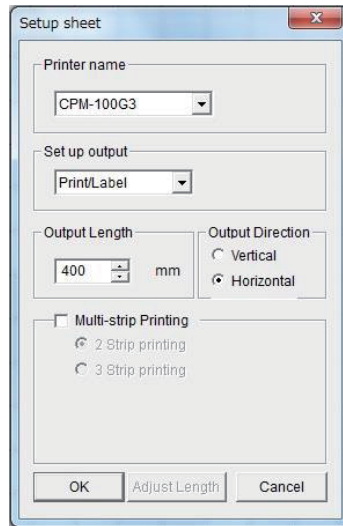 Setup sheet
Printer name
CPM-100G3
Set up output
Print/Label
Output Length
400 mm
Output Direction
Vertical
Horizontal
Multi-strip Printing
2 Strip printing
3 Strip printing
OK Adjust Length Cancel